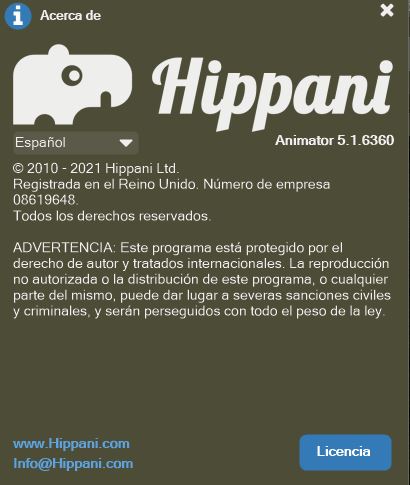 Acerca de
Hippani
Español
Animator 5.1.6360
© 2010 - 2021 Hippani Ltd.
Registrada en el Reino Unido. Número de empresa
08619648.
Todos los derechos reservados.
ADVERTENCIA: Este programa está protegido por el
derecho de autor y tratados internacionales. La reproducción
no autorizada o la distribución de este programa, o cualquier
parte del mismo, puede dar lugar a severas sanciones civiles
y criminales, y serán perseguidos con todo el peso de la ley.
www.Hippani.com
Info@Hippani.com
Licencia